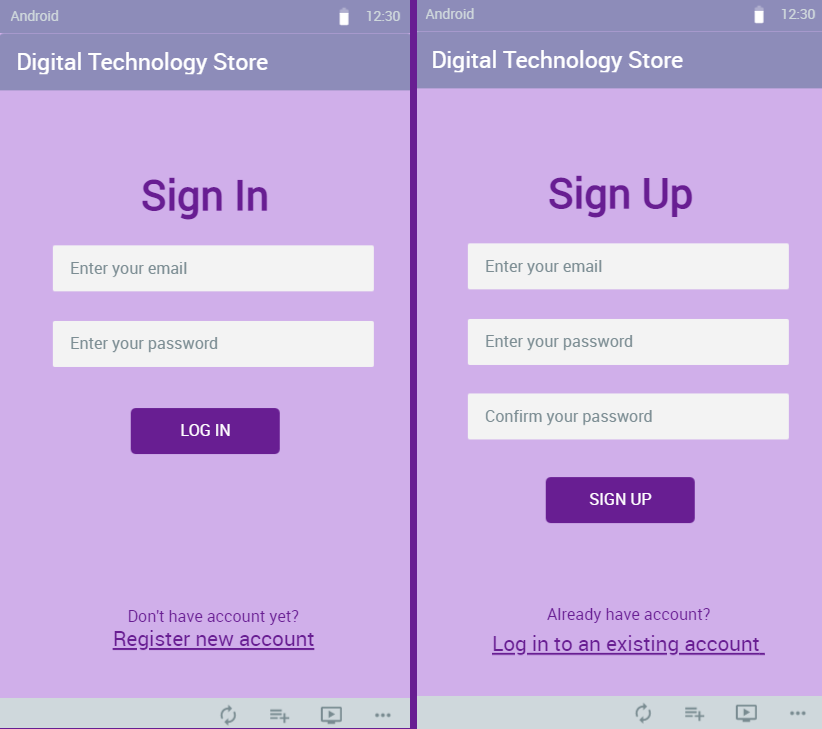 Android 12:30
Digital Technology Store
Sign In
Enter your email
Enter your password
LOG IN
Don't have account yet?
Register new account
Android 12:30
Digital Technology Store
Sign Up
Enter your email
Enter your password
Confirm your password
SIGN UP
Already have account?
Log in to an existing account